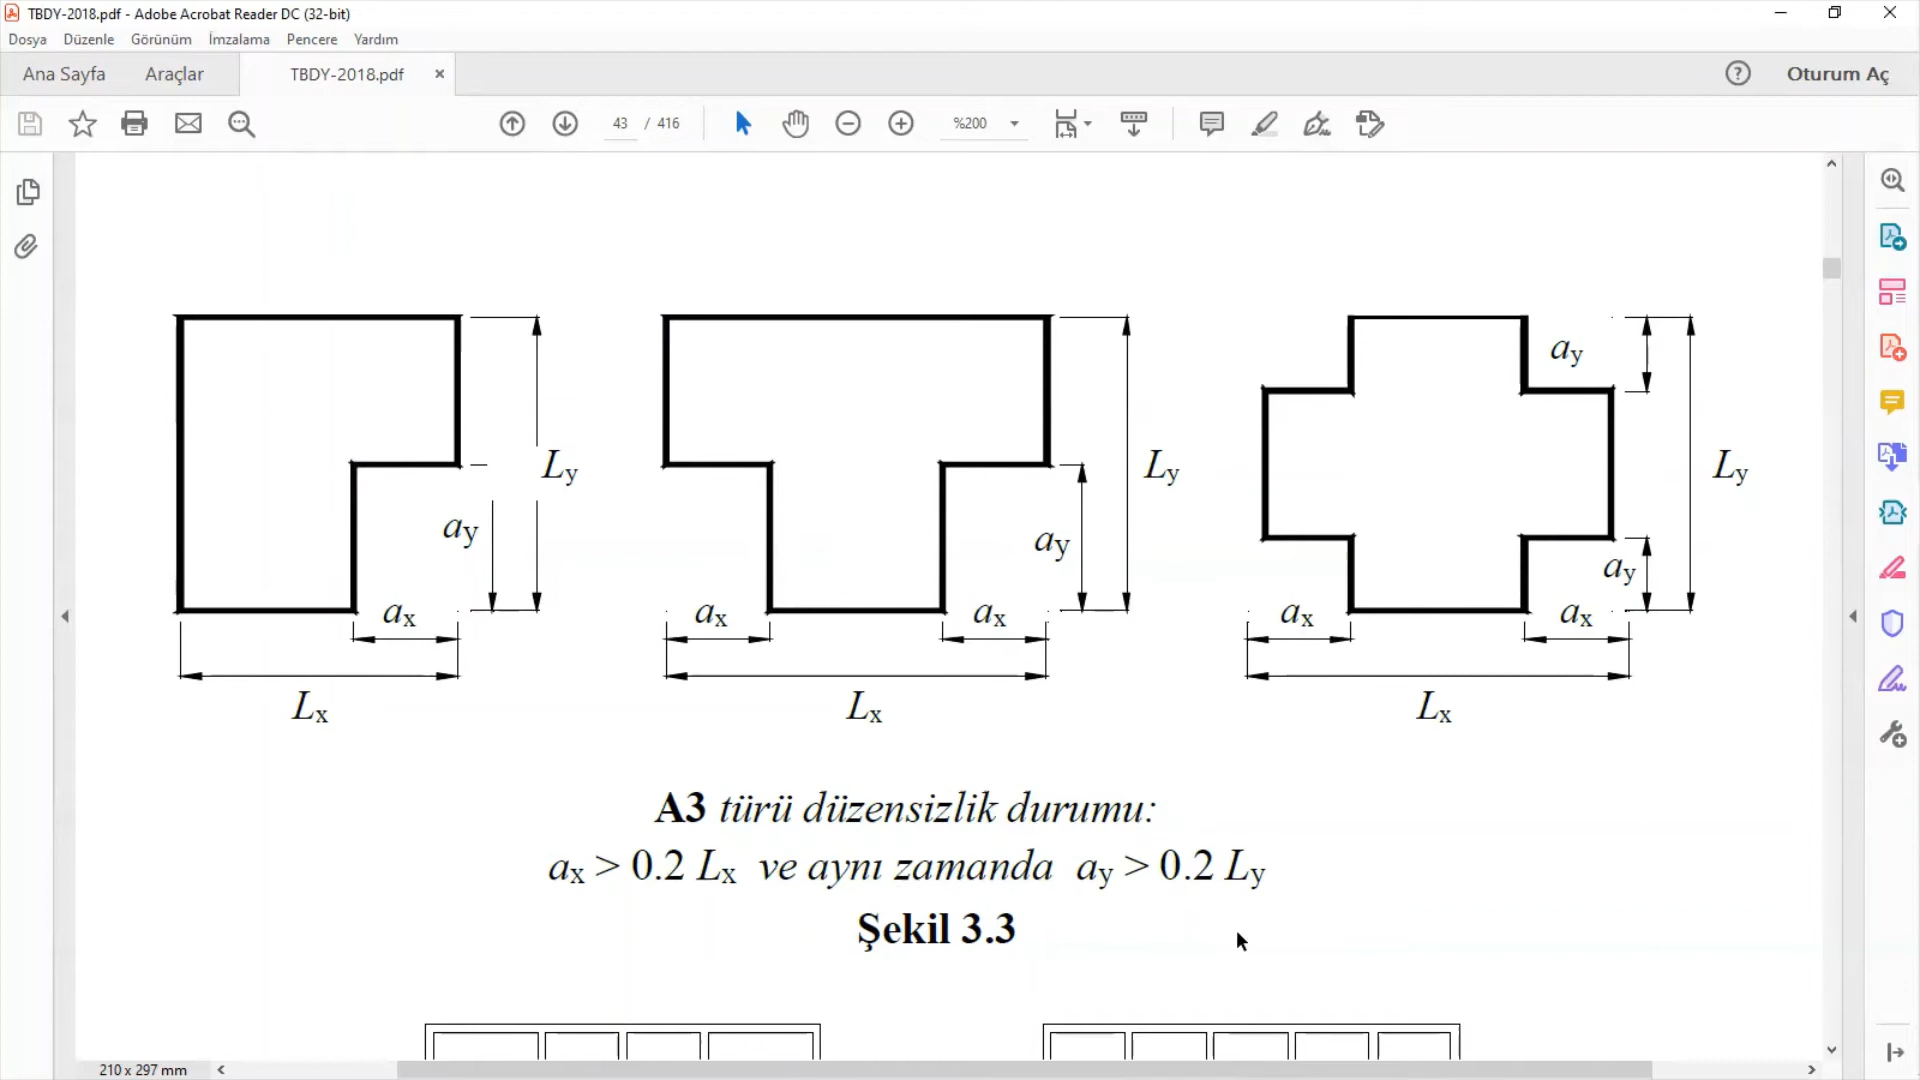 TBDY-2018.pdf - Adobe Acrobat Reader DC (32-bit)
Dosya Düzenle Görünüm İmzalama Pencere Yardım
Ana Sayfa Araçlar TBDY-2018.pdf × ? Oturum Aç
43 / 416 %200
ay
Ly Ly Ly
ay ay ay
ax ax ax ax ax
Lx Lx Lx
A3 türü düzensizlik durumu:
ax > 0.2 Lx ve aynı zamanda ay > 0.2 Ly
Şekil 3.3
210 x 297 mm